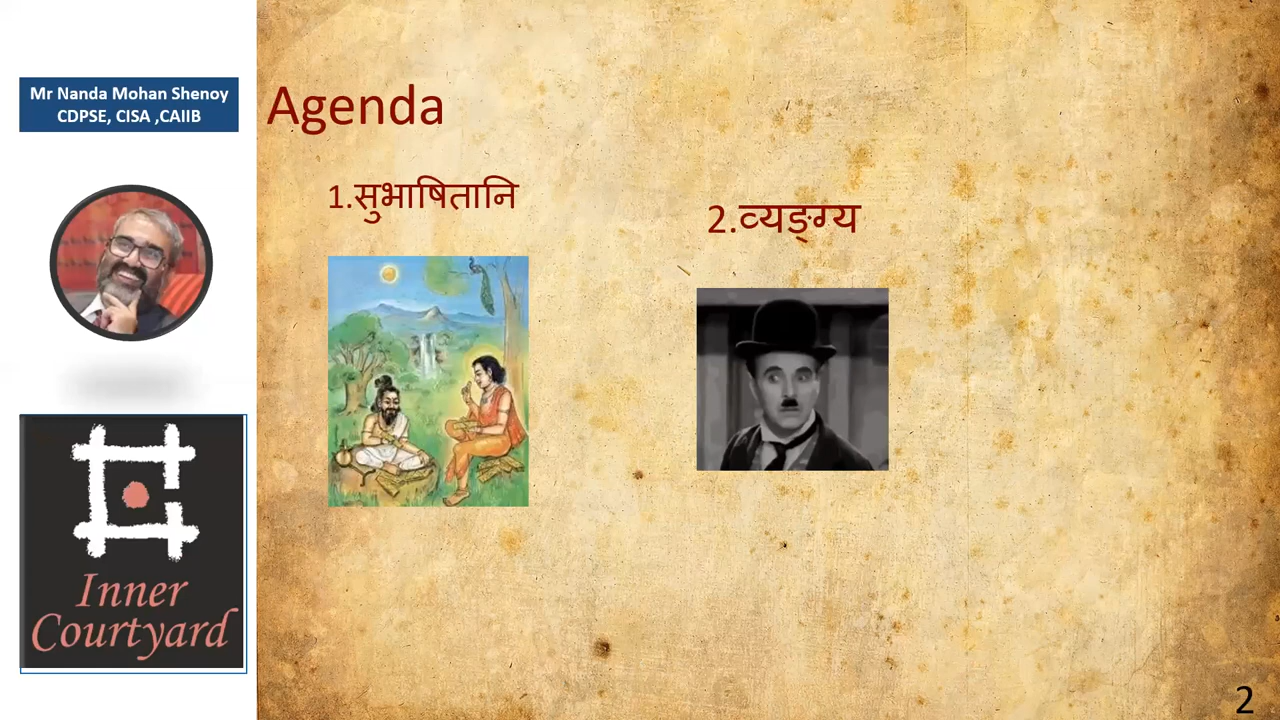 Mr Nanda Mohan Shenoy
CDPSE, CISA ,CAIIB
Agenda
1.सुभाषितानि
2.व्यङ्ग्य
Inner
Courtyard
2